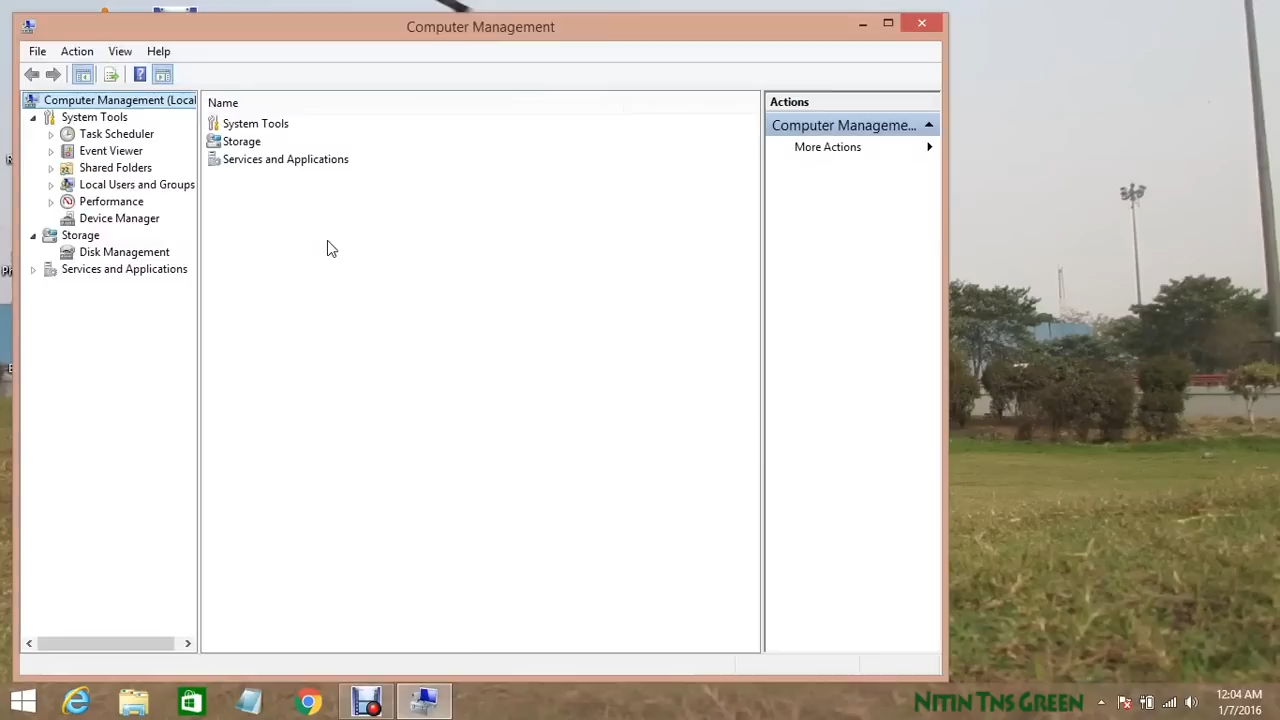 Computer Management
File Action View Help
Computer Management (Local
System Tools
Task Scheduler
Event Viewer
Shared Folders
Local Users and Groups
Performance
Device Manager
Storage
Disk Management
Services and Applications
Name
System Tools
Storage
Services and Applications
Actions
Computer Manageme...
More Actions
Nitin Tns Green
12:04 AM
1/7/2016